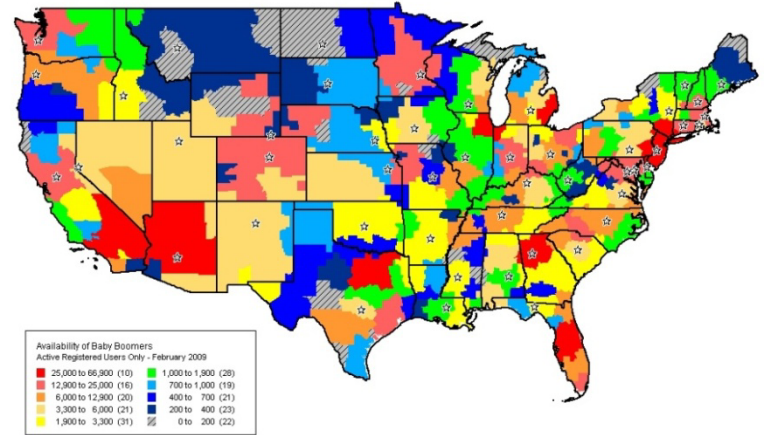 Availability of Baby Boomers
Active Registered Users Only - February 2009
25,000 to 66,900 (10)
12,900 to 25,000 (16)
6,000 to 12,900 (20)
3,300 to 6,000 (21)
1,900 to 3,300 (31)
1,000 to 1,900 (26)
700 to 1,000 (19)
400 to 700 (21)
200 to 400 (23)
0 to 200 (22)